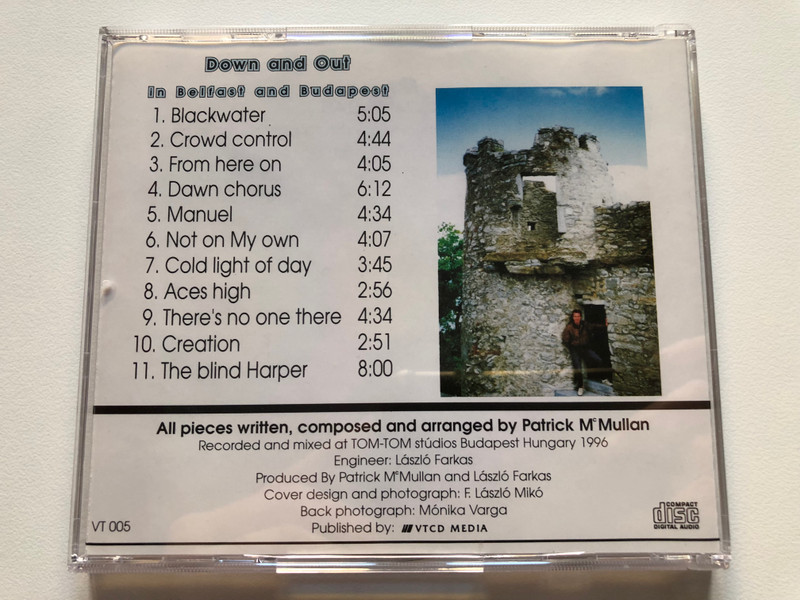 Down and Out
in Belfast and Budapest
1. Blackwater 5:05
2. Crowd control 4:44
3. From here on 4:05
4. Dawn chorus 6:12
5. Manuel 4:34
6. Not on My own 4:07
7. Cold light of day 3:45
8. Aces high 2:56
9. There's no one there 4:34
10. Creation 2:51
11. The blind Harper 8:00
All pieces written, composed and arranged by Patrick McMullan
Recorded and mixed at TOM-TOM stúdios Budapest Hungary 1996
Engineer: László Farkas
Produced By Patrick McMullan and László Farkas
Cover design and photograph: F. László Mikó
Back photograph: Mónika Varga
Published by: VTCD MEDIA
VT 005
COMPACT
disc
DIGITAL AUDIO